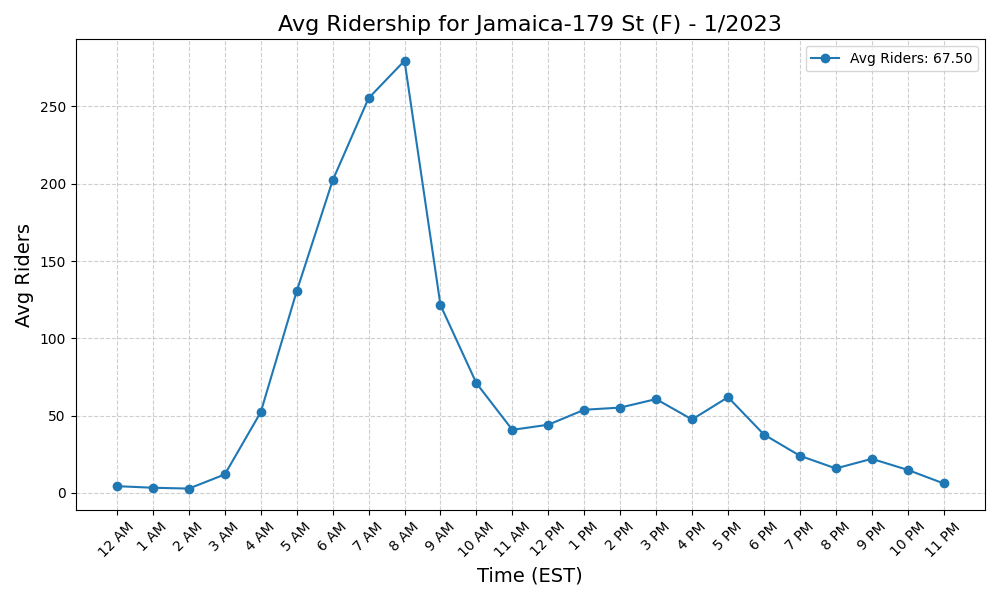 Avg Ridership for Jamaica-179 St (F) - 1/2023
Avg Riders: 67.50
Avg Riders
250
200
150
100
50
0
12 AM
1 AM
2 AM
3 AM
4 AM
5 AM
6 AM
7 AM
8 AM
9 AM
10 AM
11 AM
12 PM
1 PM
2 PM
3 PM
4 PM
5 PM
6 PM
7 PM
8 PM
9 PM
10 PM
11 PM
Time (EST)